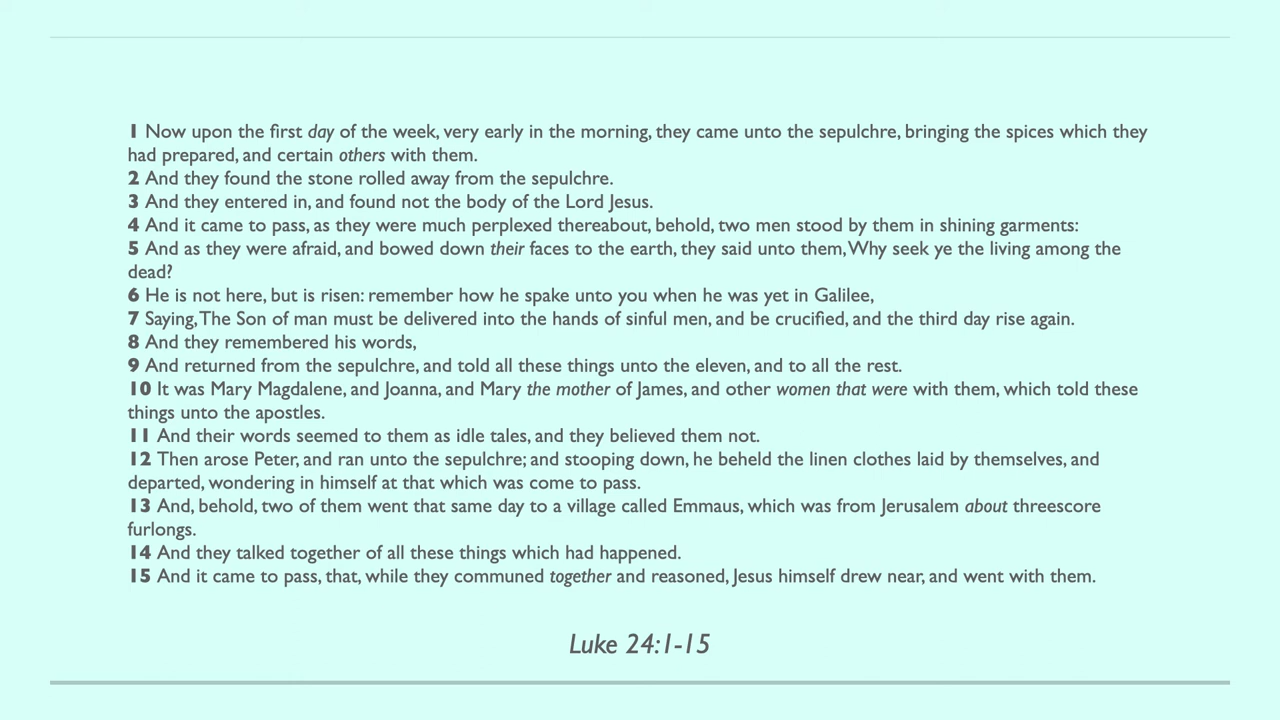 1 Now upon the first day of the week, very early in the morning, they came unto the sepulchre, bringing the spices which they
had prepared, and certain others with them.
2 And they found the stone rolled away from the sepulchre.
3 And they entered in, and found not the body of the Lord Jesus.
4 And it came to pass, as they were much perplexed thereabout, behold, two men stood by them in shining garments:
5 And as they were afraid, and bowed down their faces to the earth, they said unto them, Why seek ye the living among the
dead?
6 He is not here, but is risen: remember how he spake unto you when he was yet in Galilee,
7 Saying, The Son of man must be delivered into the hands of sinful men, and be crucified, and the third day rise again.
8 And they remembered his words,
9 And returned from the sepulchre, and told all these things unto the eleven, and to all the rest.
10 It was Mary Magdalene, and Joanna, and Mary the mother of James, and other women that were with them, which told these
things unto the apostles.
11 And their words seemed to them as idle tales, and they believed them not.
12 Then arose Peter, and ran unto the sepulchre; and stooping down, he beheld the linen clothes laid by themselves, and
departed, wondering in himself at that which was come to pass.
13 And, behold, two of them went that same day to a village called Emmaus, which was from Jerusalem about threescore
furlongs.
14 And they talked together of all these things which had happened.
15 And it came to pass, that, while they communed together and reasoned, Jesus himself drew near, and went with them.
Luke 24:1-15